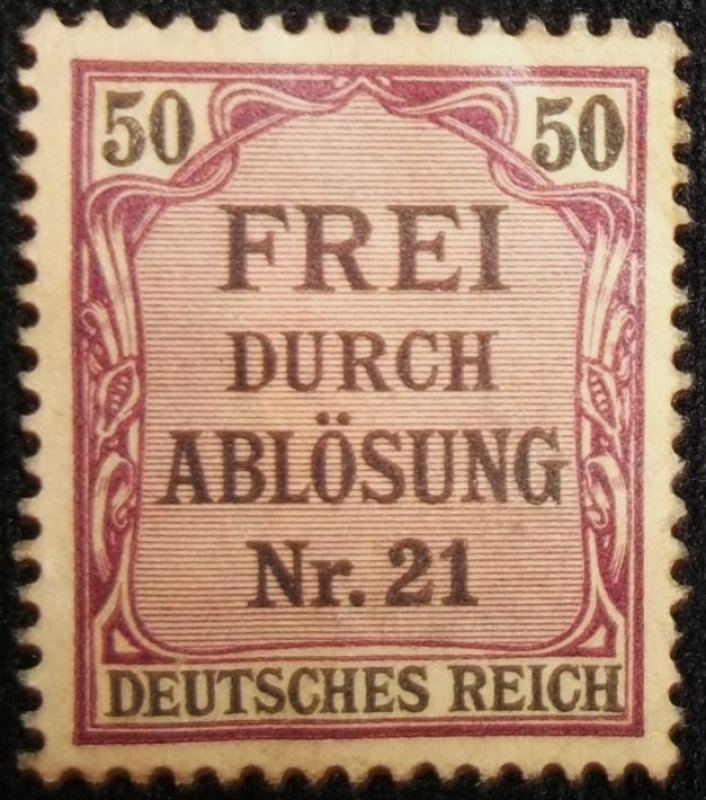 50 50
FREI
DURCH
ABLÖSUNG
Nr. 21
DEUTSCHES REICH